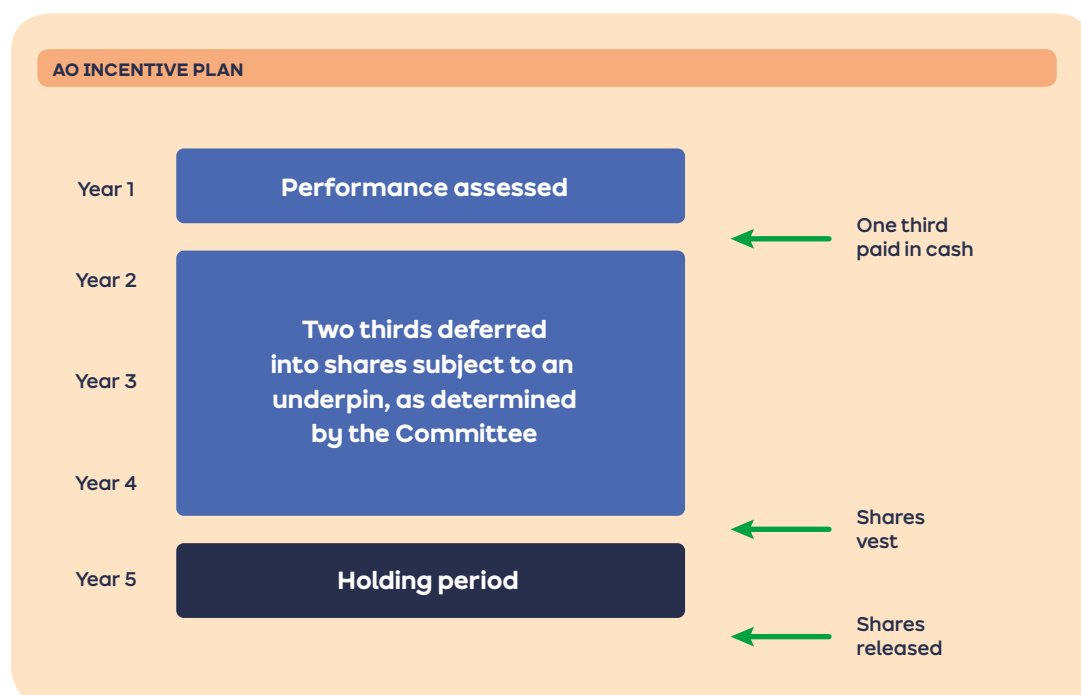 AO INCENTIVE PLAN
Year 1
Performance assessed
One third
paid in cash
Year 2
Two thirds deferred
into shares subject to an
underpin, as determined
by the Committee
Year 3
Year 4
Shares
vest
Year 5
Holding period
Shares
released